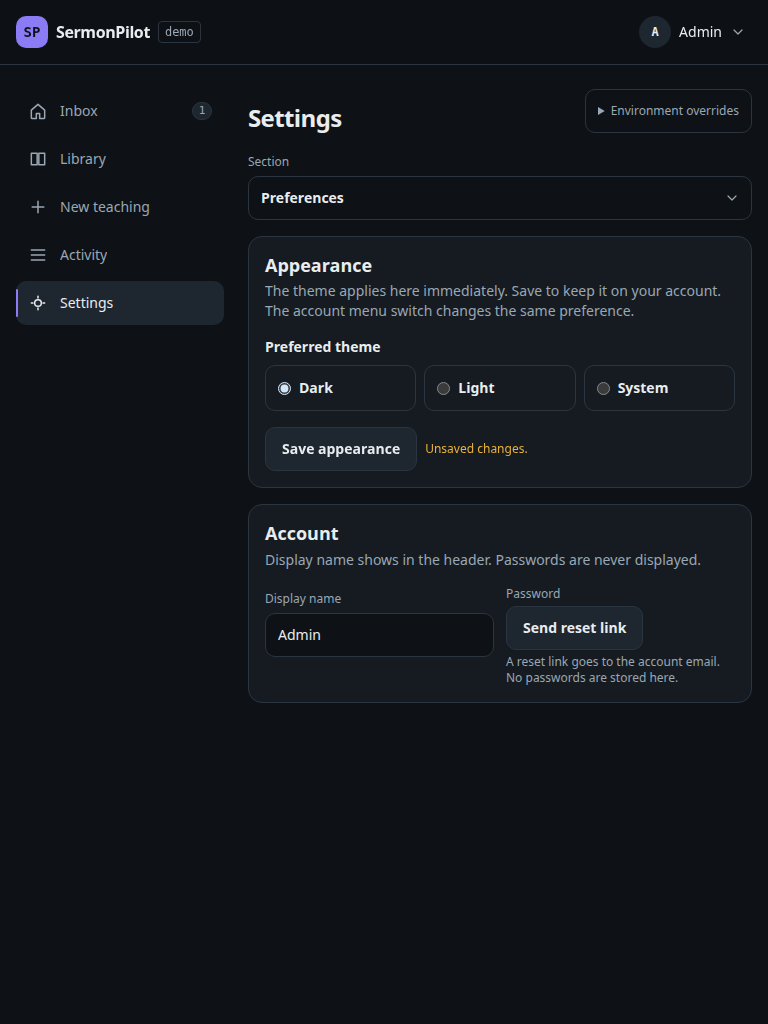 SP SermonPilot demo
A Admin
Inbox 1
Library
New teaching
Activity
Settings
Settings
Environment overrides
Section
Preferences
Appearance
The theme applies here immediately. Save to keep it on your account.
The account menu switch changes the same preference.
Preferred theme
Dark
Light
System
Save appearance
Unsaved changes.
Account
Display name shows in the header. Passwords are never displayed.
Display name
Admin
Password
Send reset link
A reset link goes to the account email.
No passwords are stored here.